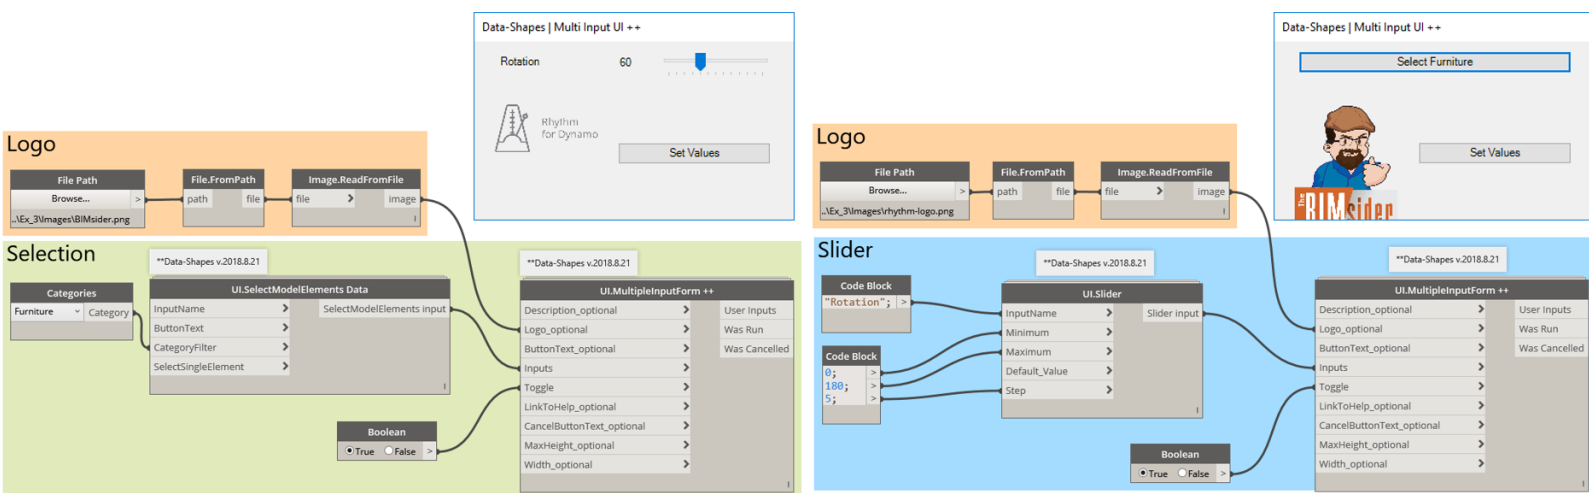 Data-Shapes | Multi Input UI ++
Rotation
60
Rhythm
for Dynamo
Set Values
Logo
File Path
Browse...
>
..\Ex_3\Images\BIMsider.png
File.FromPath
path
file
Image.ReadFromFile
file
>
image
Selection
**Data-Shapes v.2018.8.21
Categories
Furniture
Category
UI.SelectModelElements Data
InputName
>
SelectModelElements input
ButtonText
>
CategoryFilter
>
SelectSingleElement
>
**Data-Shapes v.2018.8.21
UI.MultipleInputForm ++
Description_optional
>
User Inputs
Logo_optional
>
Was Run
ButtonText_optional
>
Was Cancelled
Inputs
>
Toggle
>
LinkToHelp_optional
>
CancelButtonText_optional
>
MaxHeight_optional
>
Width_optional
>
Boolean
True
False
>
Data-Shapes | Multi Input UI ++
Select Furniture
Set Values
The
BIMsider
Logo
File Path
Browse...
>
..\Ex_3\Images\rhythm-logo.png
File.FromPath
path
file
Image.ReadFromFile
file
>
image
Slider
**Data-Shapes v.2018.8.21
Code Block
"Rotation";
>
Code Block
0;
>
180;
>
5;
>
UI.Slider
InputName
>
Slider input
Minimum
>
Maximum
>
Default_Value
>
Step
>
**Data-Shapes v.2018.8.21
UI.MultipleInputForm ++
Description_optional
>
User Inputs
Logo_optional
>
Was Run
ButtonText_optional
>
Was Cancelled
Inputs
>
Toggle
>
LinkToHelp_optional
>
CancelButtonText_optional
>
MaxHeight_optional
>
Width_optional
>
Boolean
True
False
>